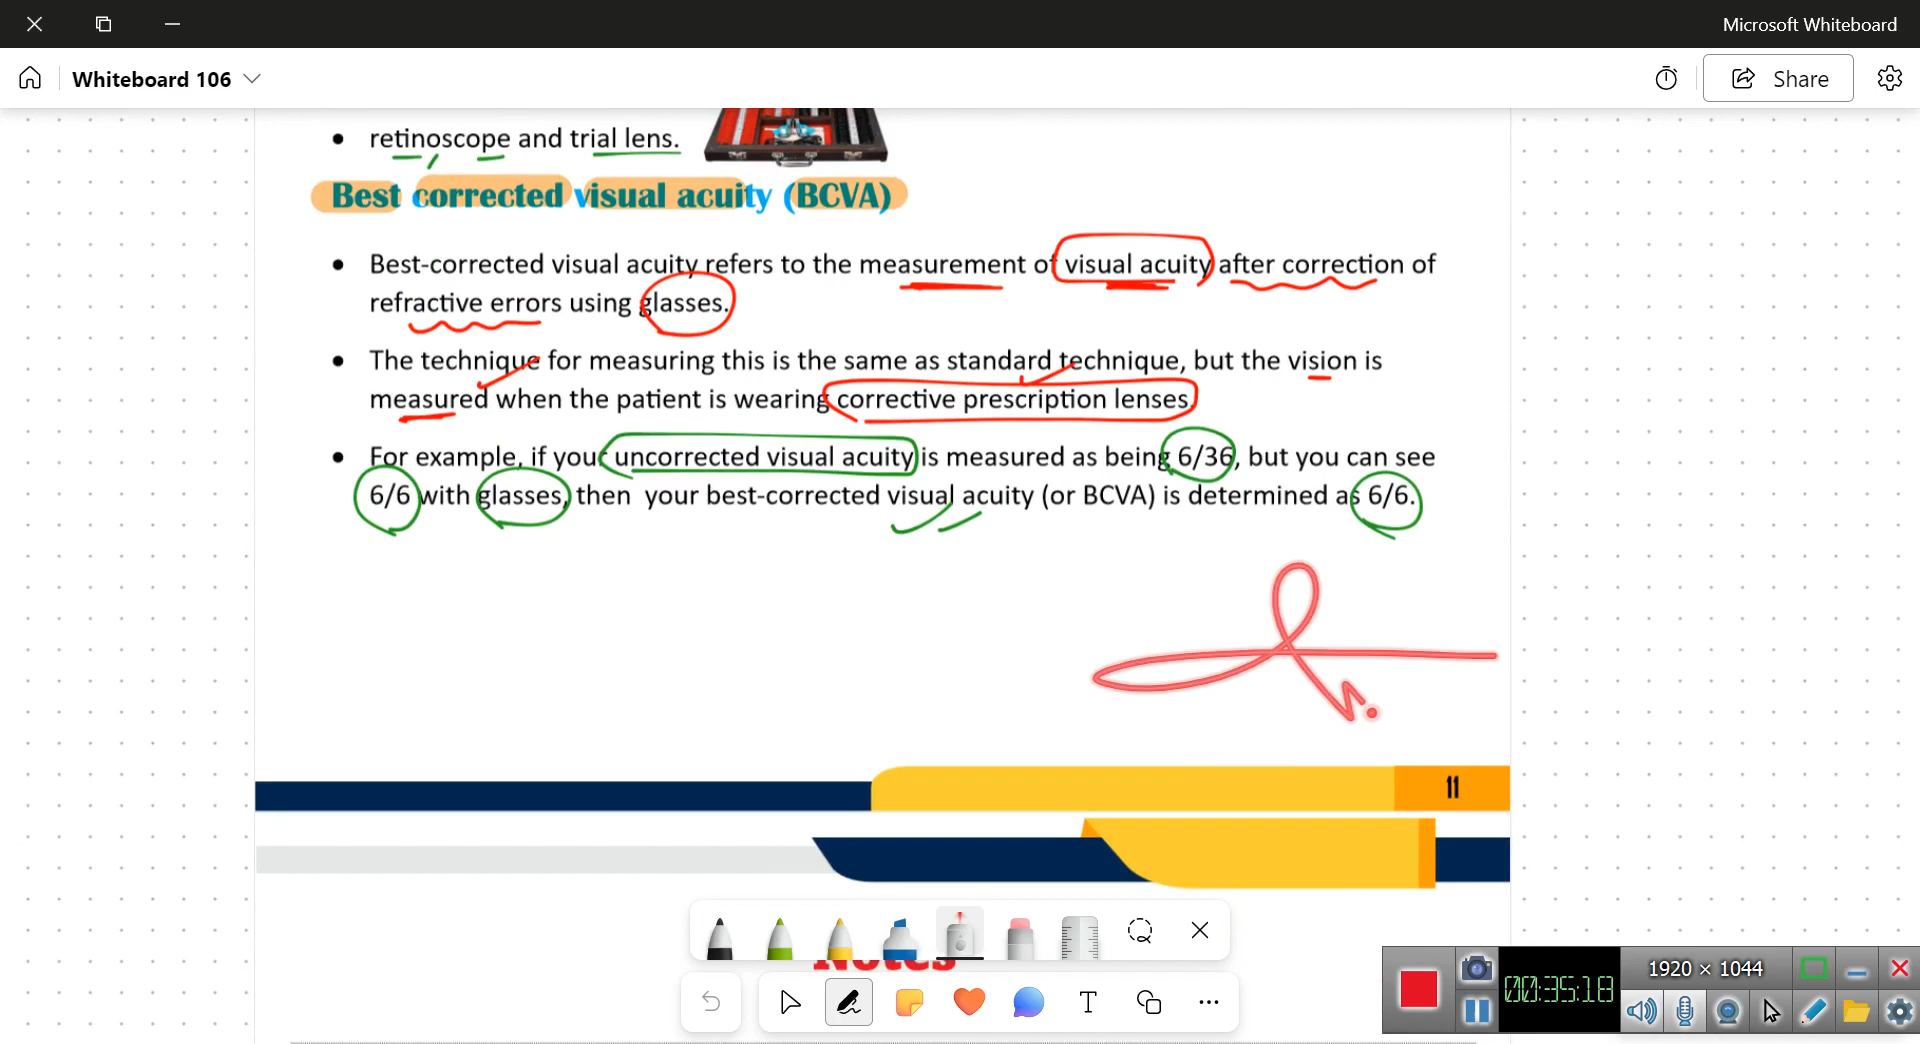 Microsoft Whiteboard
Whiteboard 106
Share
• retinoscope and trial lens.
Best corrected visual acuity (BCVA)
• Best-corrected visual acuity refers to the measurement of visual acuity after correction of
refractive errors using glasses.
• The technique for measuring this is the same as standard technique, but the vision is
measured when the patient is wearing corrective prescription lenses.
• For example, if your uncorrected visual acuity is measured as being 6/36, but you can see
6/6 with glasses, then your best-corrected visual acuity (or BCVA) is determined as 6/6.
11
Notes
T
1920 × 1044
00:35:18